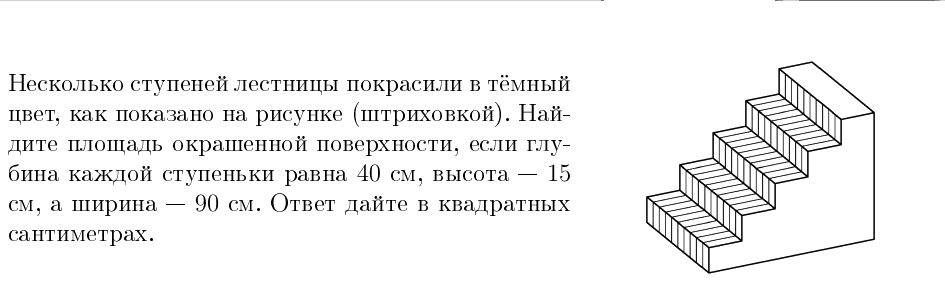 Несколько ступеней лестницы покрасили в тёмный
цвет, как показано на рисунке (штриховкой). Най-
дите площадь окрашенной поверхности, если глу-
бина каждой ступеньки равна 40 см, высота — 15
см, а ширина — 90 см. Ответ дайте в квадратных
сантиметрах.